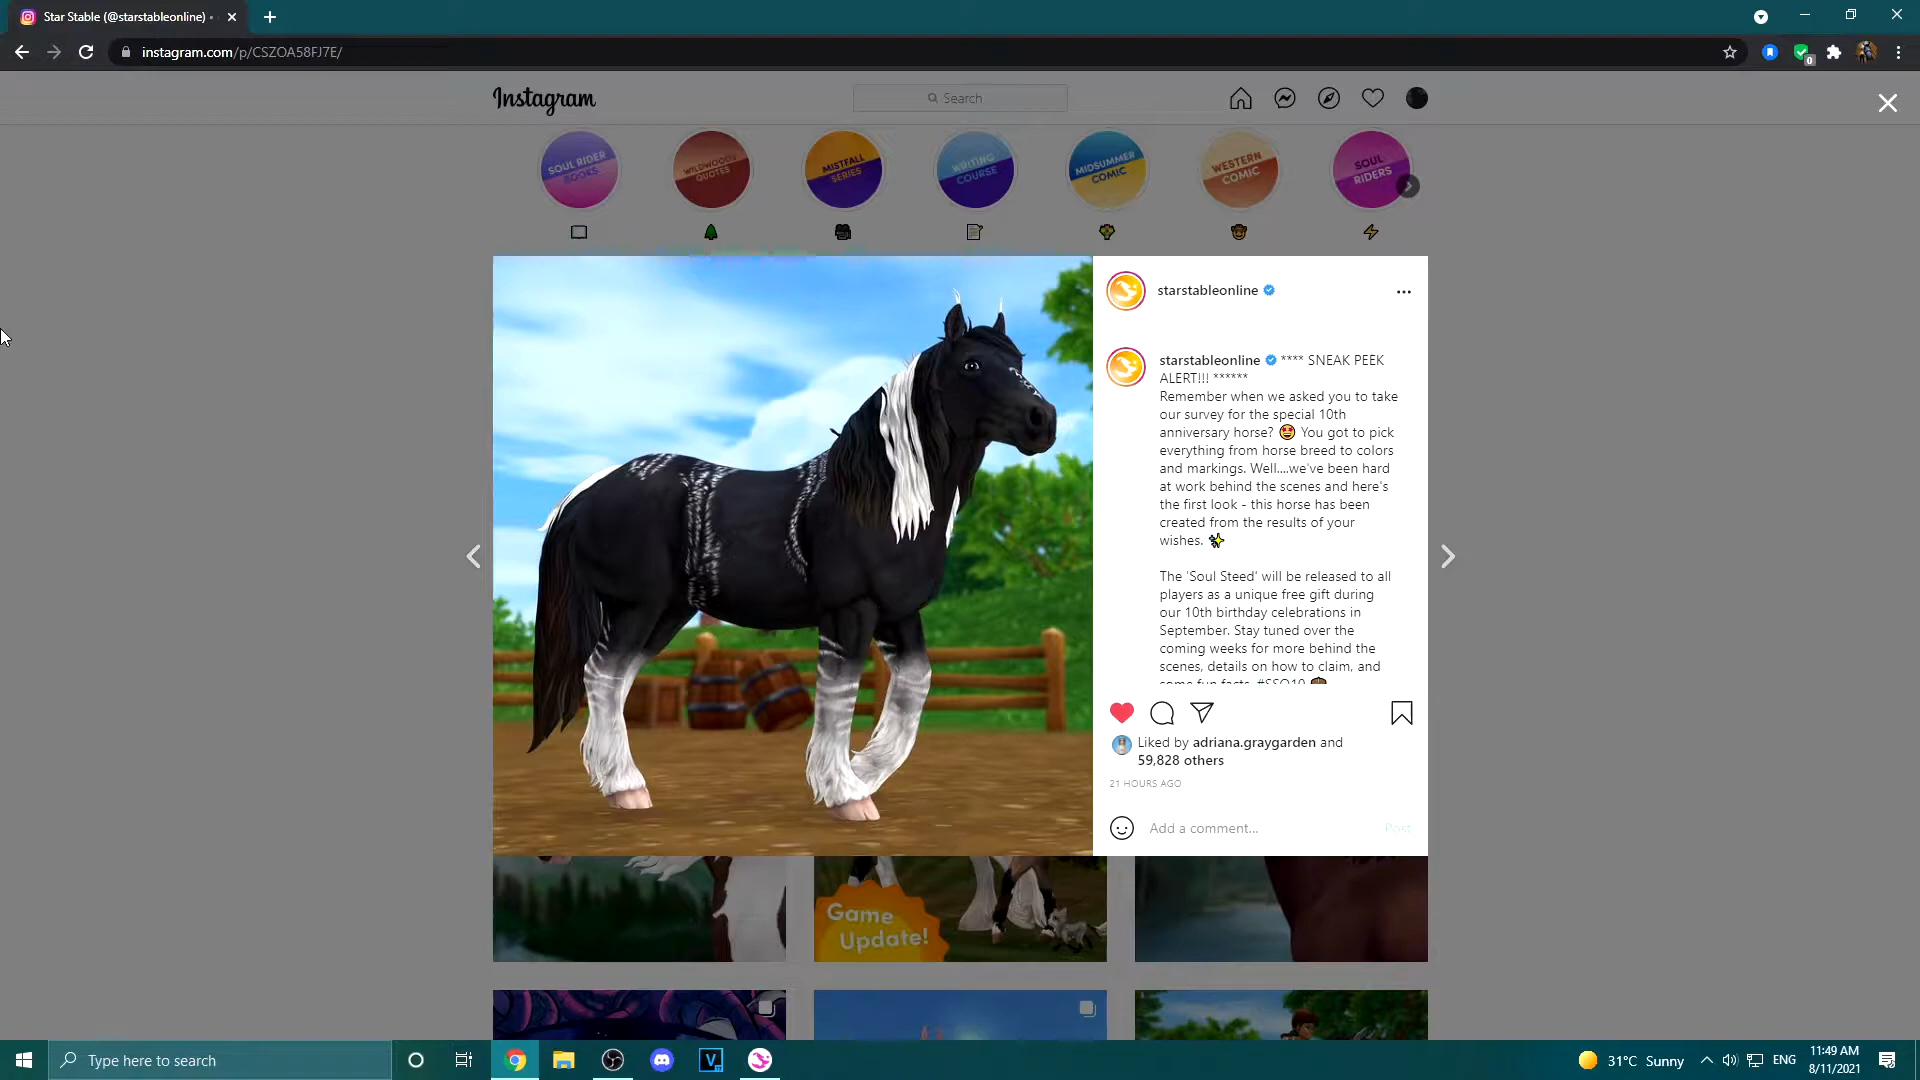 Star Stable (@starstableonline) •
instagram.com/p/CSZOA58FJ7E/
0
Instagram
Search
SOUL RIDER
BOOKS
WILDWOODS
QUOTES
MISTFALL
SERIES
WRITING
COURSE
MIDSUMMER
COMIC
WESTERN
COMIC
SOUL
RIDERS
starstableonline
starstableonline **** SNEAK PEEK
ALERT!!! ******
Remember when we asked you to take
our survey for the special 10th
anniversary horse? 🤩 You got to pick
everything from horse breed to colors
and markings. Well....we've been hard
at work behind the scenes and here's
the first look - this horse has been
created from the results of your
wishes. ✨
The 'Soul Steed' will be released to all
players as a unique free gift during
our 10th birthday celebrations in
September. Stay tuned over the
coming weeks for more behind the
scenes, details on how to claim, and
some fun facts. #SSO10
Liked by adriana.graygarden and
59,828 others
21 HOURS AGO
Add a comment...
Post
Game
Update!
Type here to search
V
31°C Sunny
ENG
11:49 AM
8/11/2021